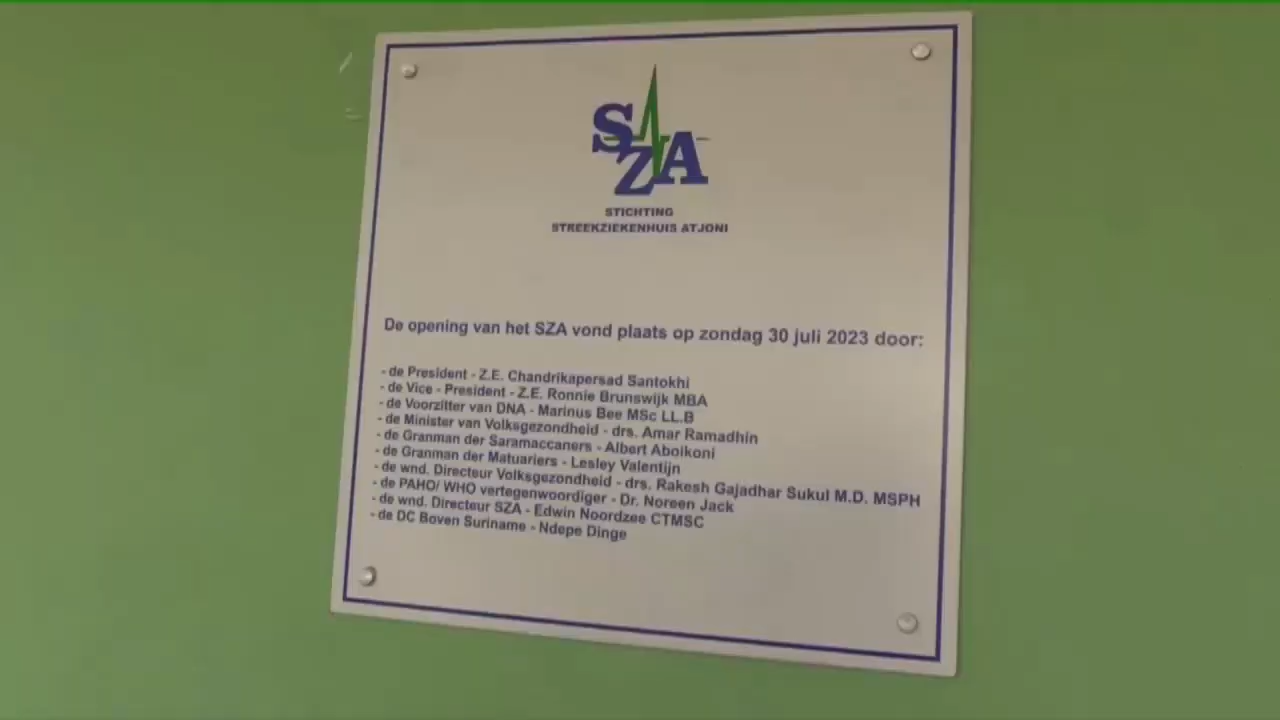 SZA
STICHTING
STREEKZIEKENHUIS ATJONI
De opening van het SZA vond plaats op zondag 30 juli 2023 door:
- de President - Z.E. Chandrikapersad Santokhi
- de Vice - President - Z.E. Ronnie Brunswijk MBA
- de Voorzitter van DNA - Marinus Bee MSc LL.B
- de Minister van Volksgezondheid - drs. Amar Ramadhin
- de Granman der Saramaccaners - Albert Aboikoni
- de Granman der Matuariers - Lesley Valentijn
- de wnd. Directeur Volksgezondheid - drs. Rakesh Gajadhar Sukul M.D. MSPH
- de PAHO/ WHO vertegenwoordiger - Dr. Noreen Jack
- de wnd. Directeur SZA - Edwin Noordzee CTMSC
- de DC Boven Suriname - Ndepe Dinge